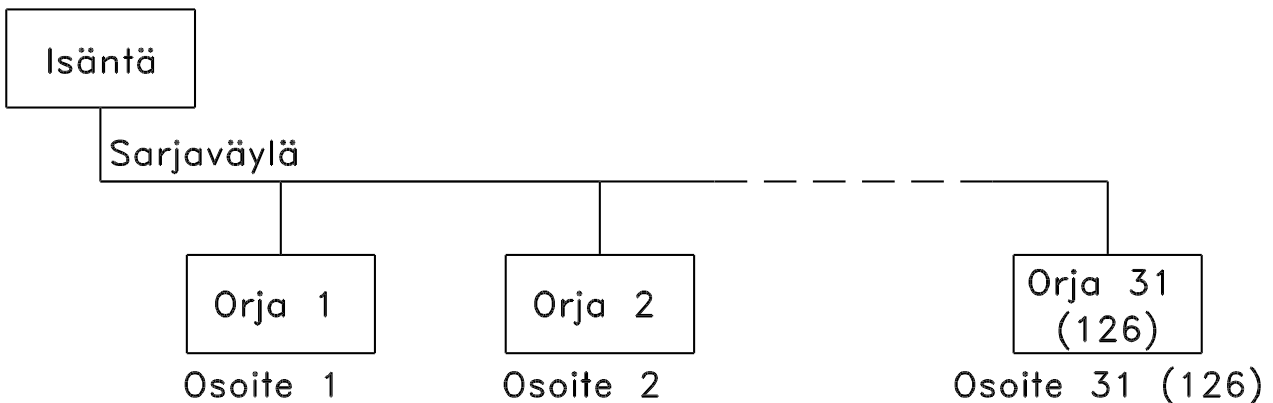 Isäntä
Sarjaväylä
Orja 1
Orja 2
Orja 31
(126)
Osoite 1
Osoite 2
Osoite 31 (126)